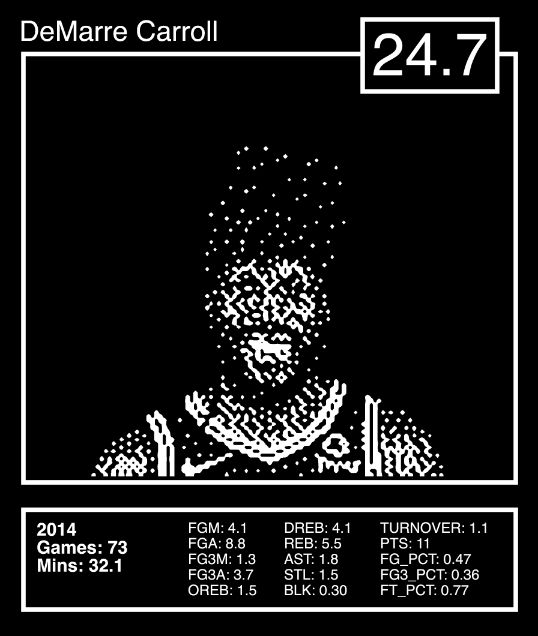 DeMarre Carroll
24.7
2014
Games: 73
Mins: 32.1
FGM: 4.1
FGA: 8.8
FG3M: 1.3
FG3A: 3.7
OREB: 1.5
DREB: 4.1
REB: 5.5
AST: 1.8
STL: 1.5
BLK: 0.30
TURNOVER: 1.1
PTS: 11
FG_PCT: 0.47
FG3_PCT: 0.36
FT_PCT: 0.77